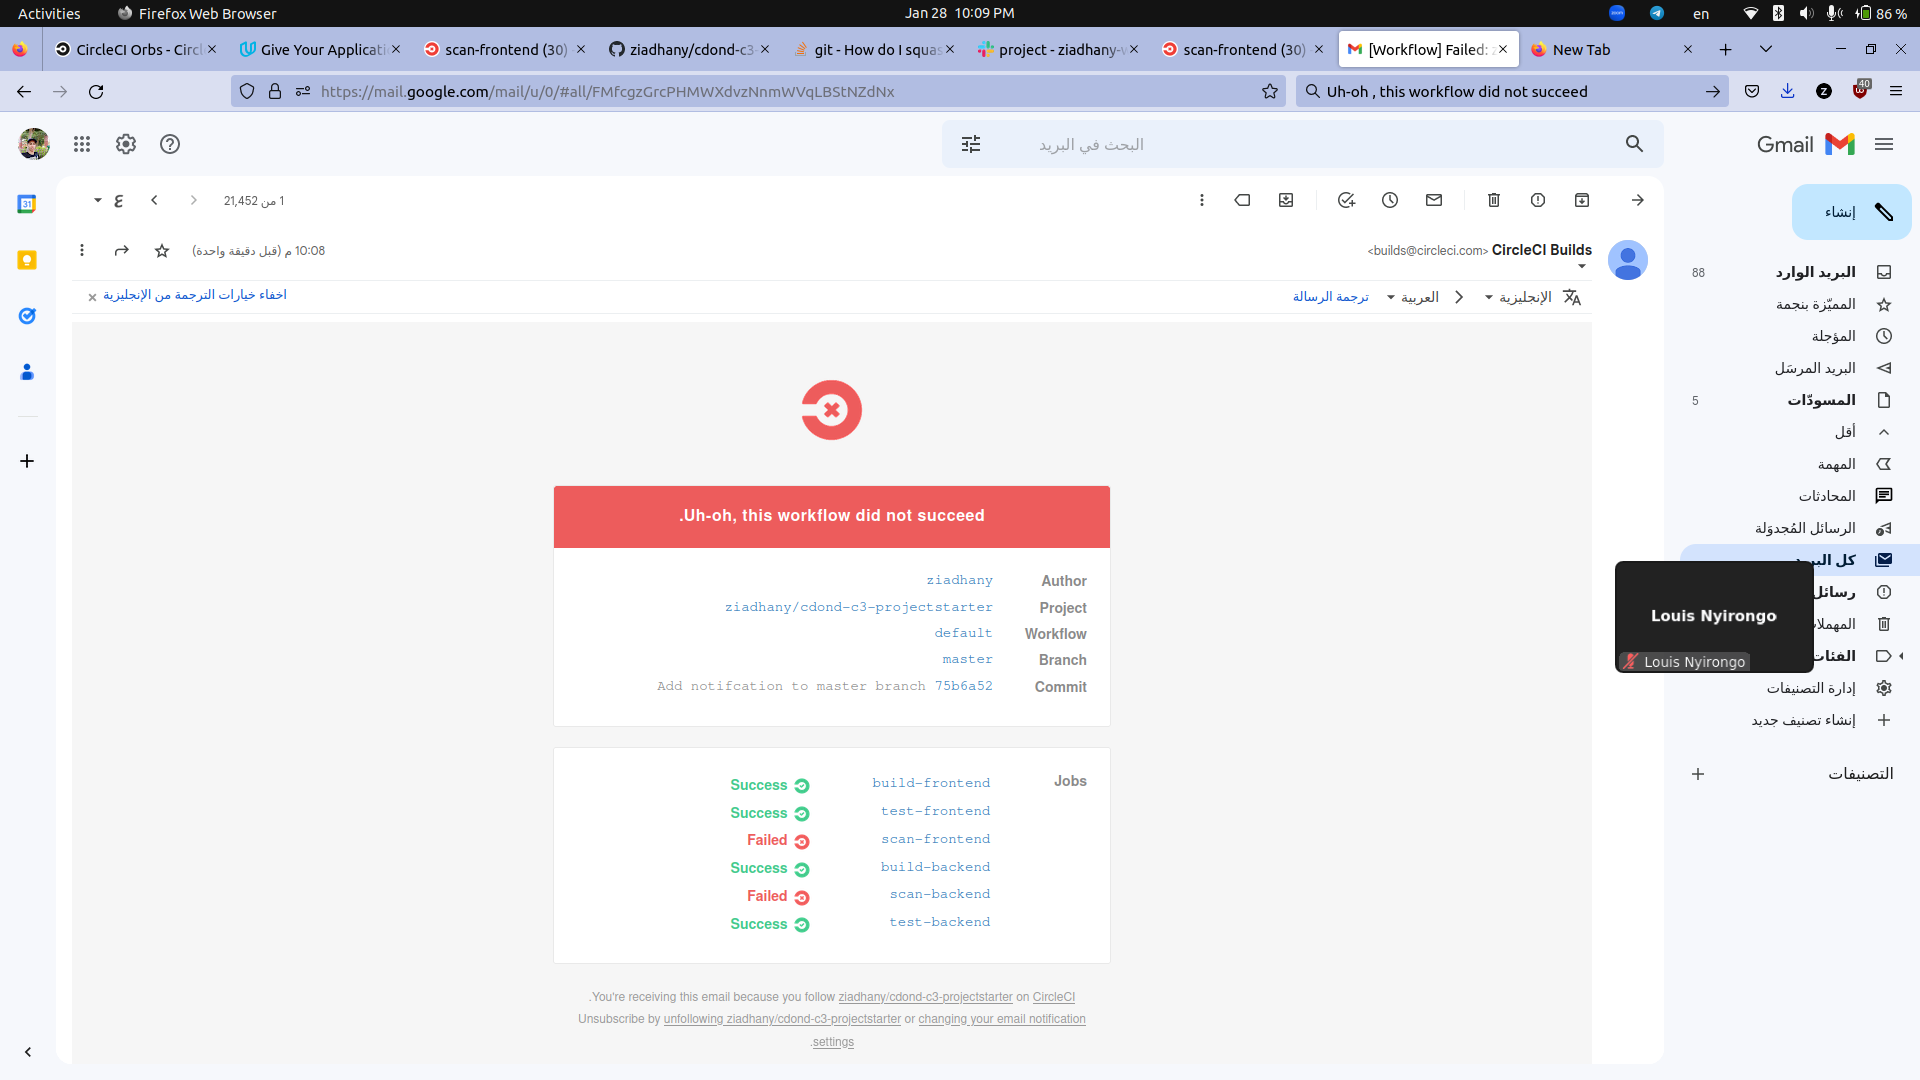 Activities
Firefox Web Browser
Jan 28 10:09 PM
zoom
en
86 %
CircleCI Orbs - Circl
Give Your Applicati
scan-frontend (30)
ziadhany/cdond-c3-
git - How do I squas
project - ziadhany-w
scan-frontend (30)
[Workflow] Failed: z
New Tab
https://mail.google.com/mail/u/0/#all/FMfcgzGrcPHMWXdvzNnmWVqLBStNZdNx
Uh-oh , this workflow did not succeed
40
البحث في البريد
Gmail
31
ع
1 من 21,452
إنشاء
CircleCI Builds <builds@circleci.com>
10:08 م (قبل دقيقة واحدة)
الإنجليزية
العربية
ترجمة الرسالة
اخفاء خيارات الترجمة من الإنجليزية
البريد الوارد
88
المميّزة بنجمة
المؤجلة
البريد المرسَل
المسودّات
5
أقل
المهمة
المحادثات
الرسائل المُجدوَلة
كل البريد
رسائل
المهملات
الفئات
إدارة التصنيفات
إنشاء تصنيف جديد
التصنيفات
Louis Nyirongo
Louis Nyirongo
.Uh-oh, this workflow did not succeed
ziadhany Author
ziadhany/cdond-c3-projectstarter Project
default Workflow
master Branch
Add notifcation to master branch 75b6a52 Commit
Jobs
Success build-frontend
Success test-frontend
Failed scan-frontend
Success build-backend
Failed scan-backend
Success test-backend
.You're receiving this email because you follow ziadhany/cdond-c3-projectstarter on CircleCI
Unsubscribe by unfollowing ziadhany/cdond-c3-projectstarter or changing your email notification
.settings